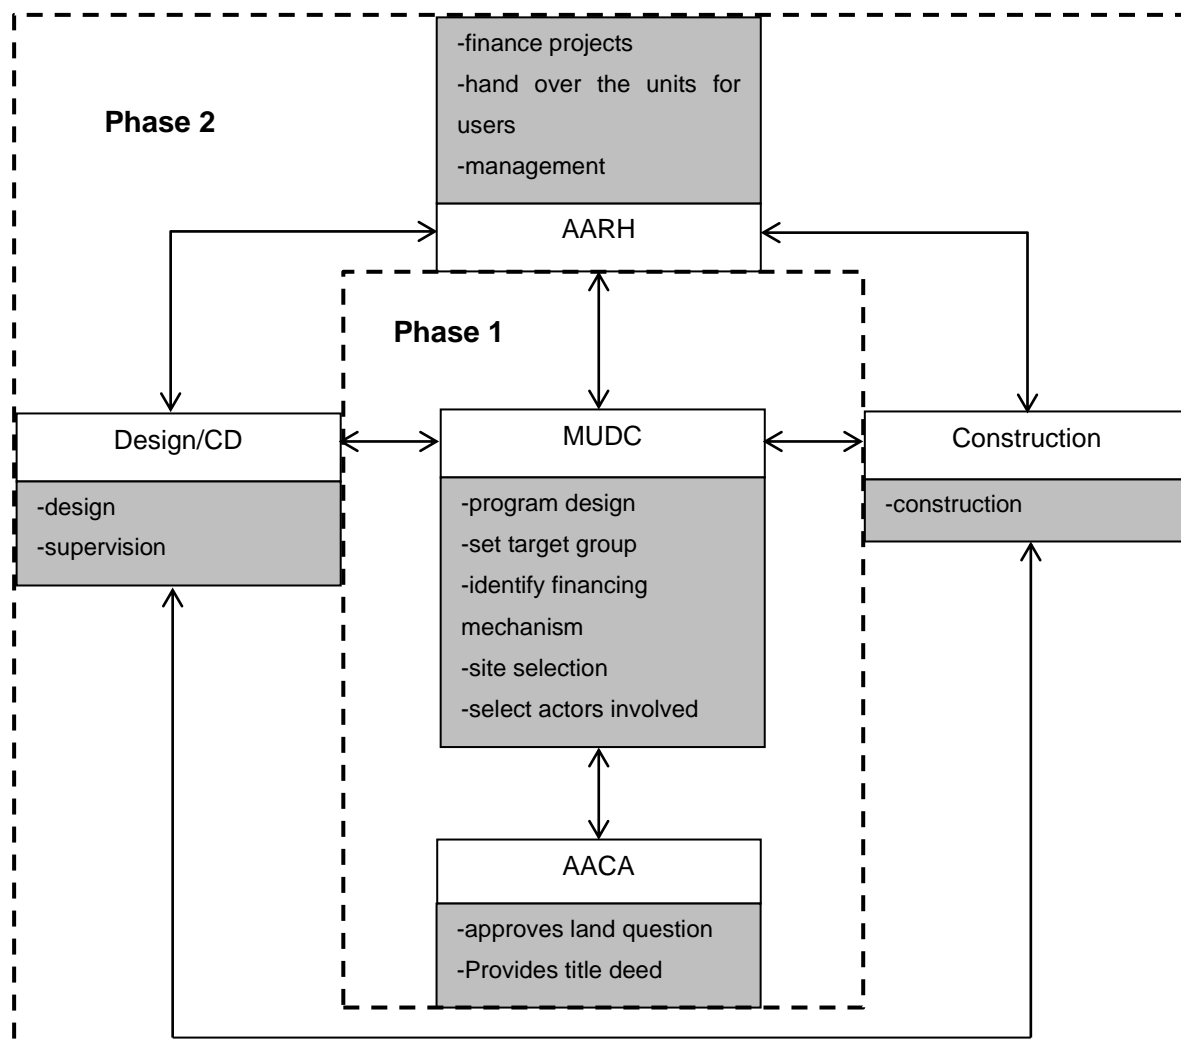 -finance projects
-hand over the units for
users
-management
Phase 2
AARH
Phase 1
Design/CD
-design
-supervision
MUDC
-program design
-set target group
-identify financing
mechanism
-site selection
-select actors involved
Construction
-construction
AACA
-approves land question
-Provides title deed